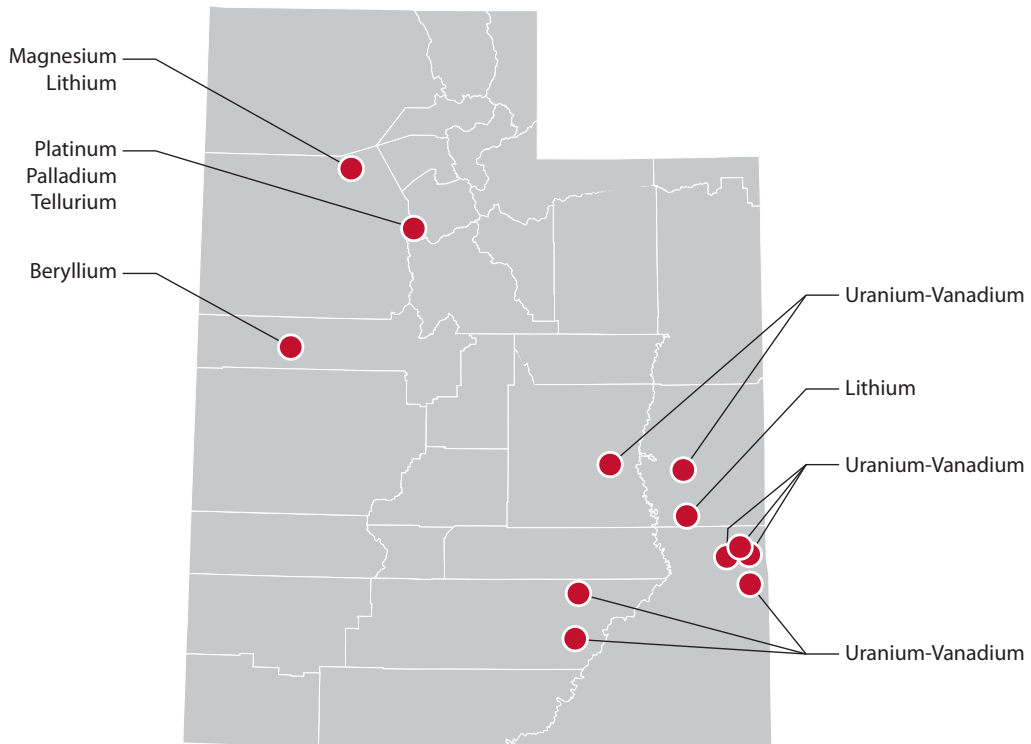 Magnesium
Lithium
Platinum
Palladium
Tellurium
Beryllium
Uranium-Vanadium
Lithium
Uranium-Vanadium
Uranium-Vanadium